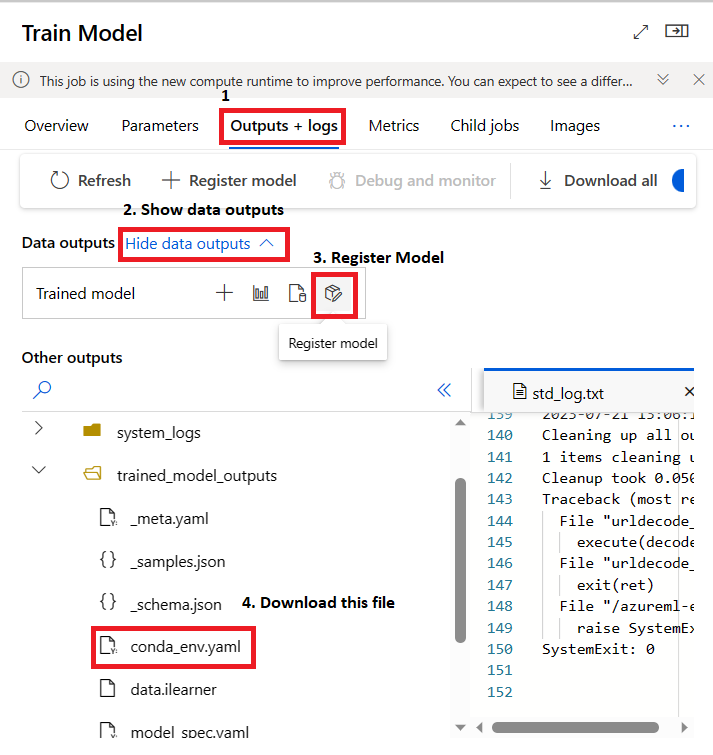 Train Model
This job is using the new compute runtime to improve performance. You can expect to see a differ...
1
Overview Parameters Outputs + logs Metrics Child jobs Images ...
Refresh Register model Debug and monitor Download all
2. Show data outputs
Data outputs Hide data outputs
3. Register Model
Trained model
Register model
Other outputs
std_log.txt
system_logs
trained_model_outputs
_meta.yaml
_samples.json
_schema.json
4. Download this file
conda_env.yaml
data.ilearner
model_spec.yaml
139 2023-07-21 13:06:1
140 Cleaning up all ou
141 1 items cleaning u
142 Cleanup took 0.050
143 Traceback (most re
144 File "urldecode_
145 execute(decode
146 File "urldecode_
147 exit(ret)
148 File "/azureml-e
149 raise SystemEx
150 SystemExit: 0
151
152